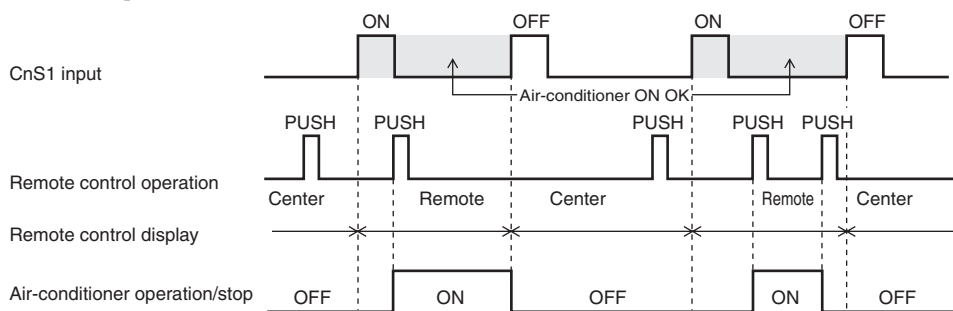 ON OFF ON OFF
CnS1 input
Air-conditioner ON OK
PUSH PUSH PUSH PUSH PUSH
Remote control operation
Center Remote Center Remote Center
Remote control display
Air-conditioner operation/stop OFF ON OFF ON OFF